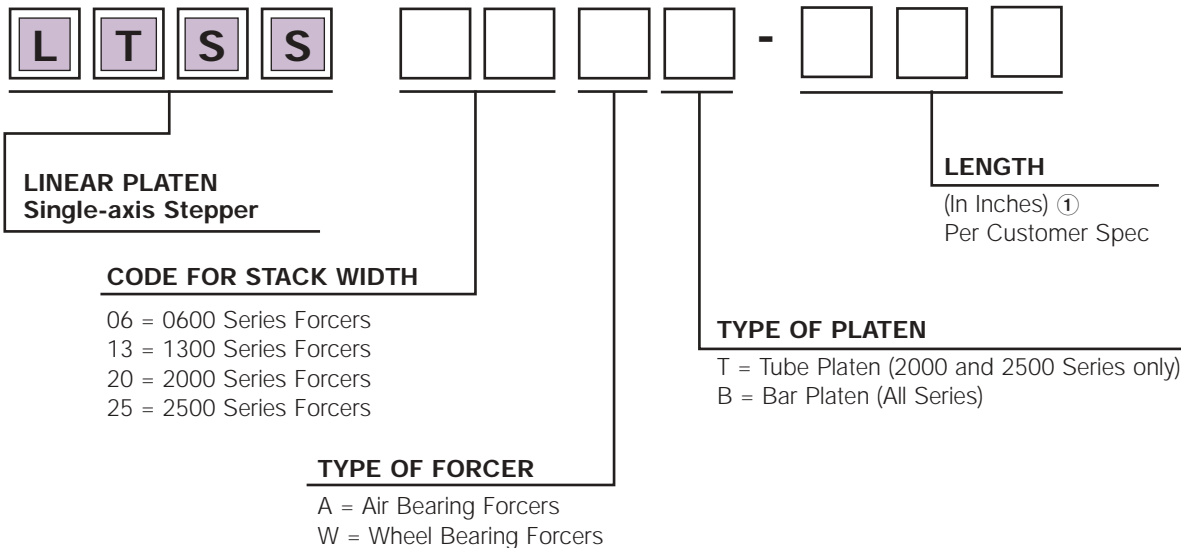 L T S S -
LINEAR PLATEN
Single-axis Stepper
CODE FOR STACK WIDTH
06 = 0600 Series Forcers
13 = 1300 Series Forcers
20 = 2000 Series Forcers
25 = 2500 Series Forcers
TYPE OF FORCER
A = Air Bearing Forcers
W = Wheel Bearing Forcers
TYPE OF PLATEN
T = Tube Platen (2000 and 2500 Series only)
B = Bar Platen (All Series)
LENGTH
(In Inches) ①
Per Customer Spec